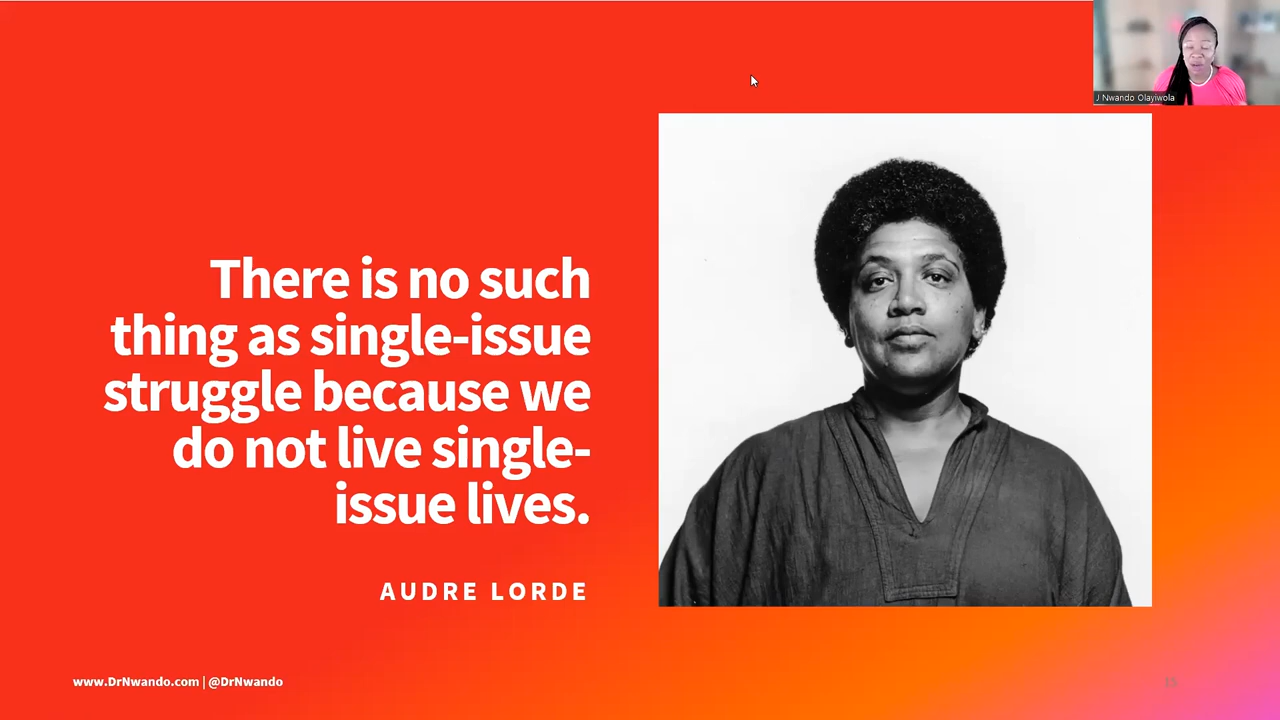 J Nwando Olayiwola
There is no such
thing as single-issue
struggle because we
do not live single-
issue lives.
AUDRE LORDE
www.DrNwando.com | @DrNwando